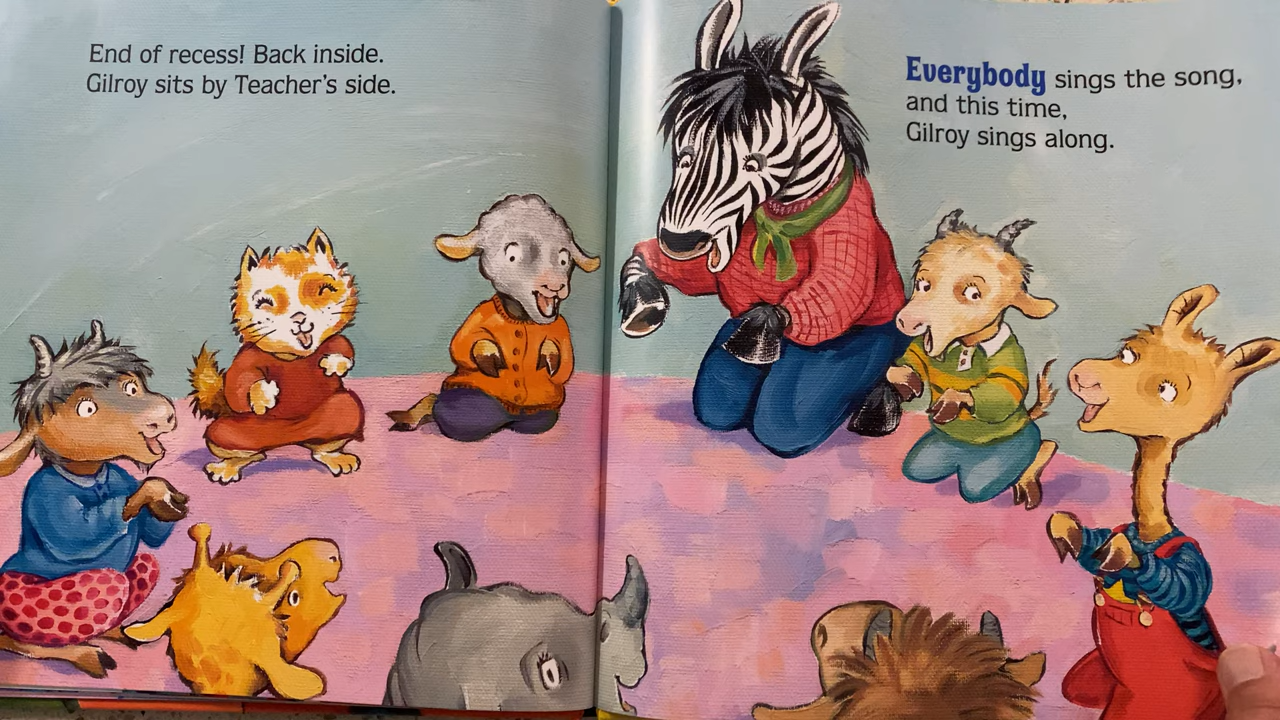 End of recess! Back inside.
Gilroy sits by Teacher's side.
Everybody sings the song,
and this time,
Gilroy sings along.